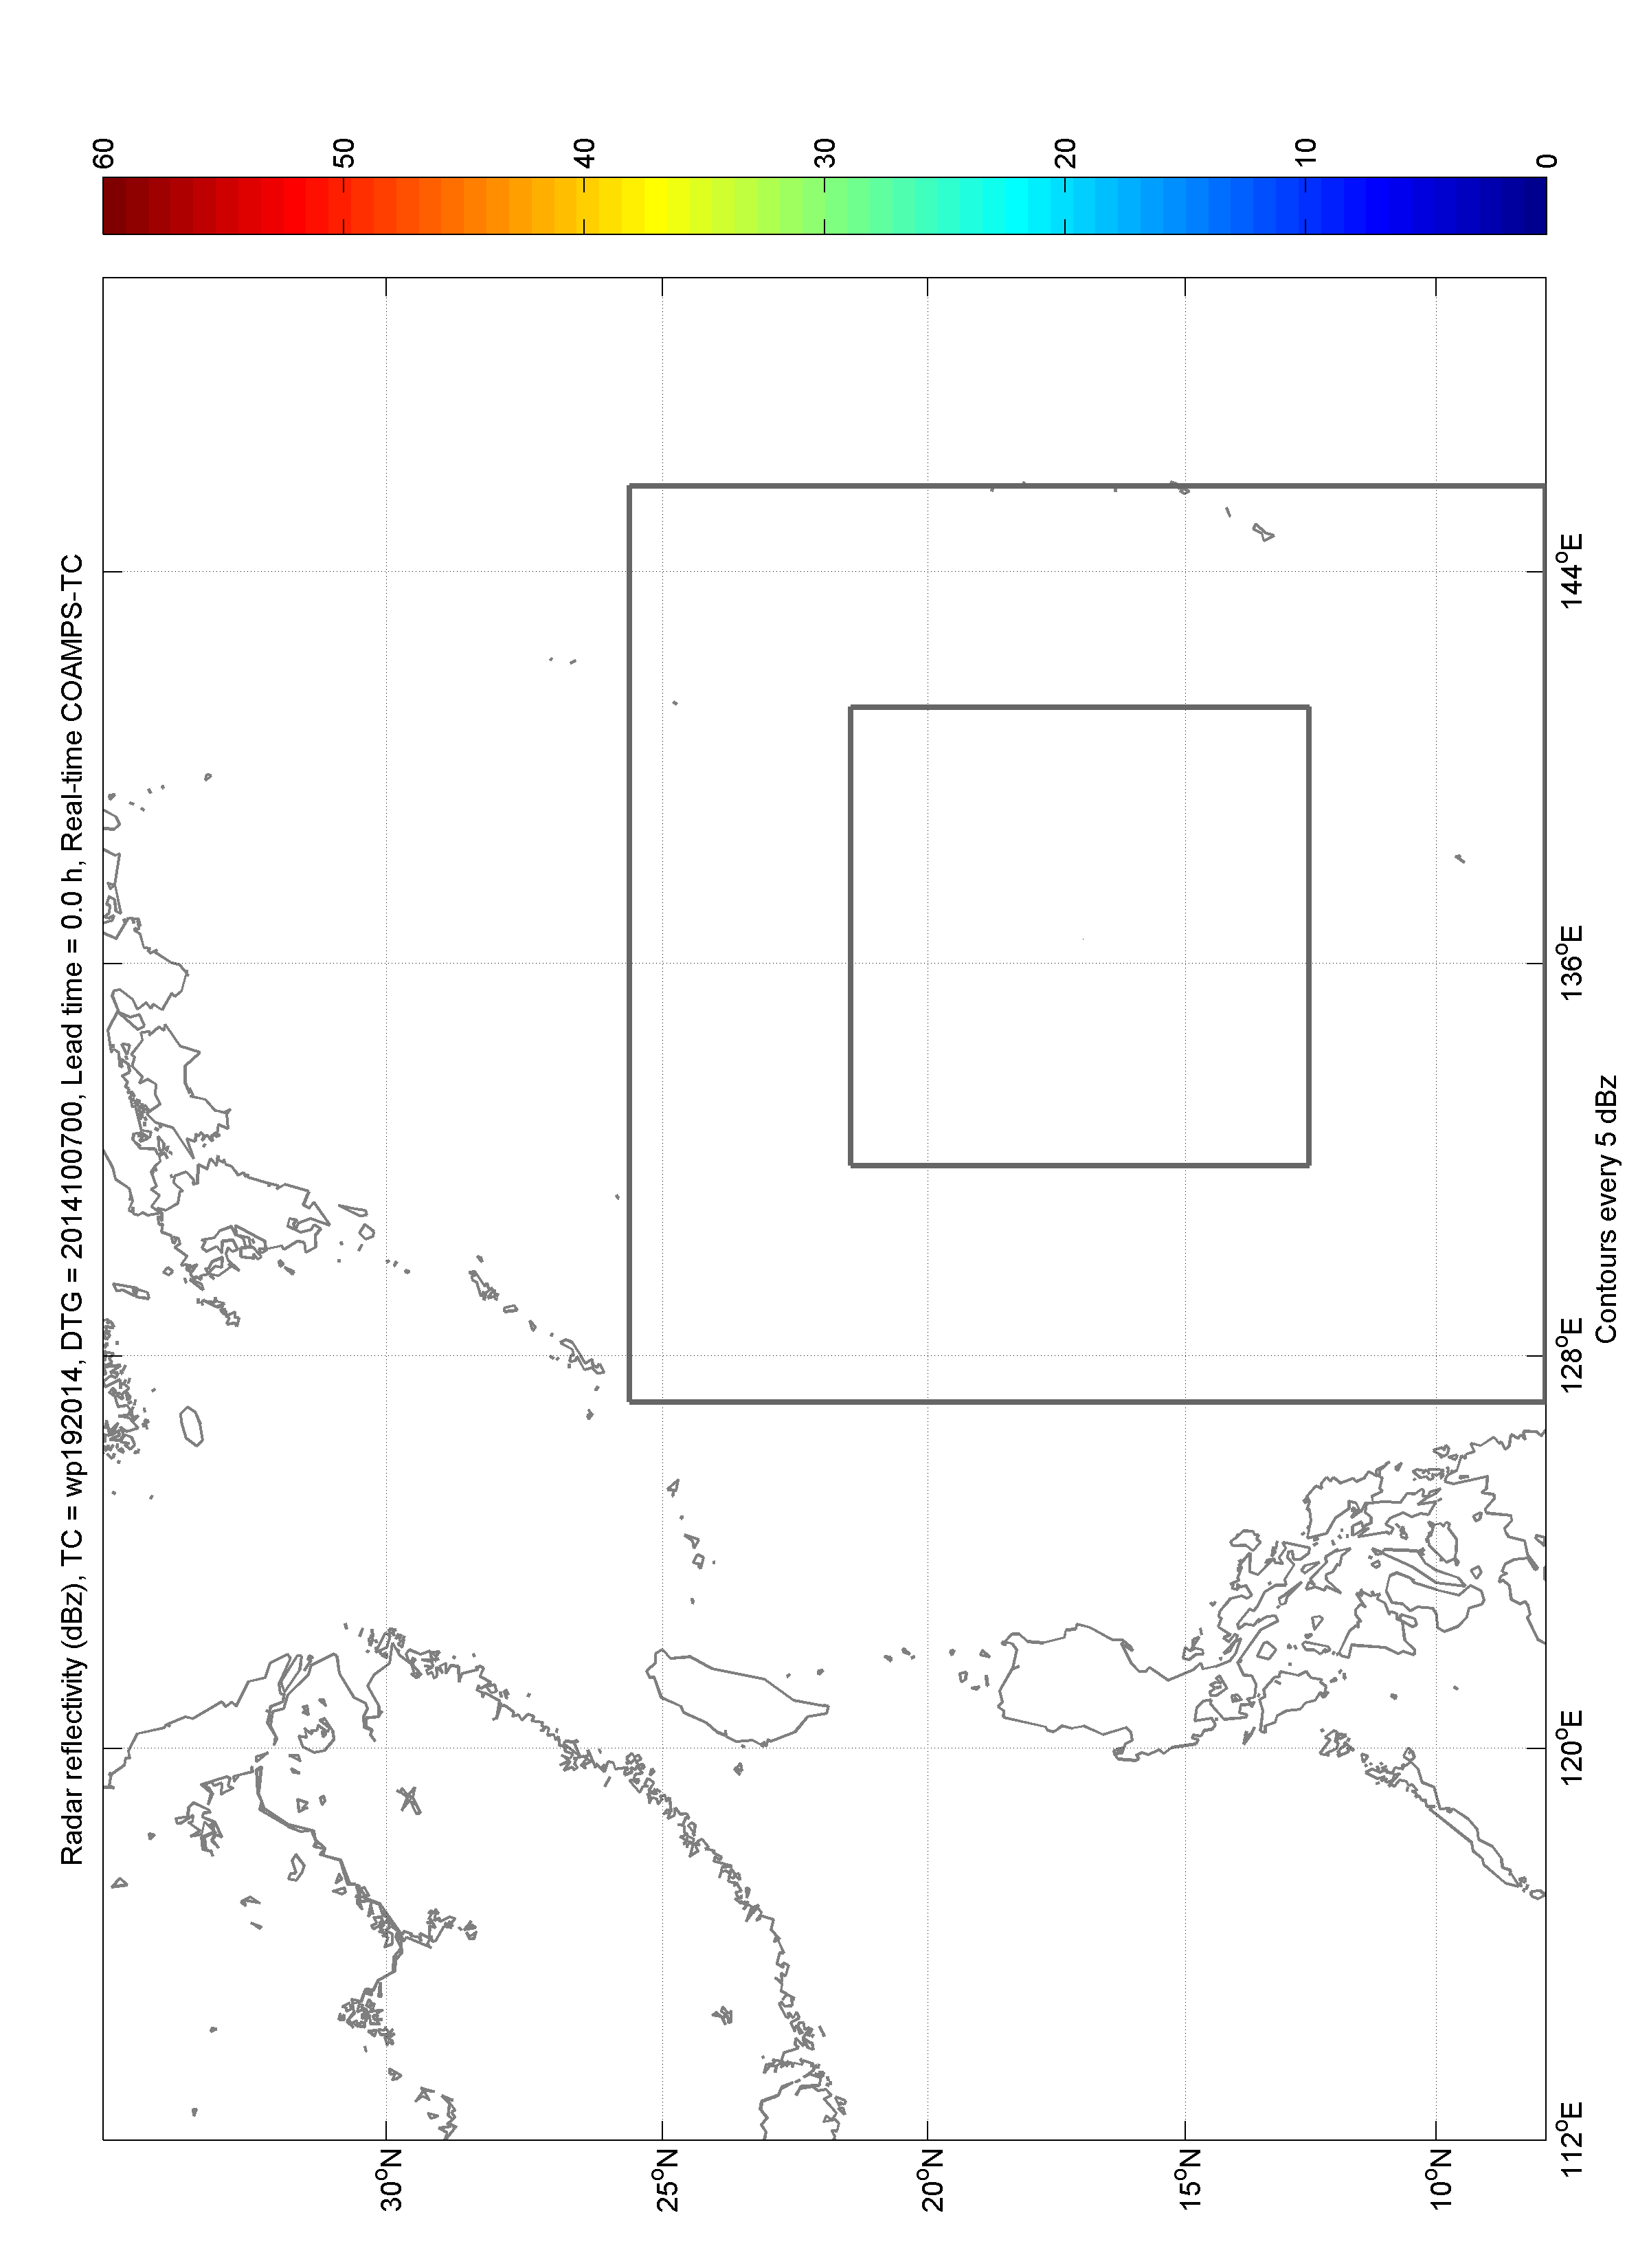 Radar reflectivity (dBz), TC = wp192014, DTG = 2014100700, Lead time = 0.0 h, Real-time COAMPS-TC
30°N
25°N
20°N
15°N
10°N
112°E
120°E
128°E
136°E
144°E
Contours every 5 dBz
60
50
40
30
20
10
0